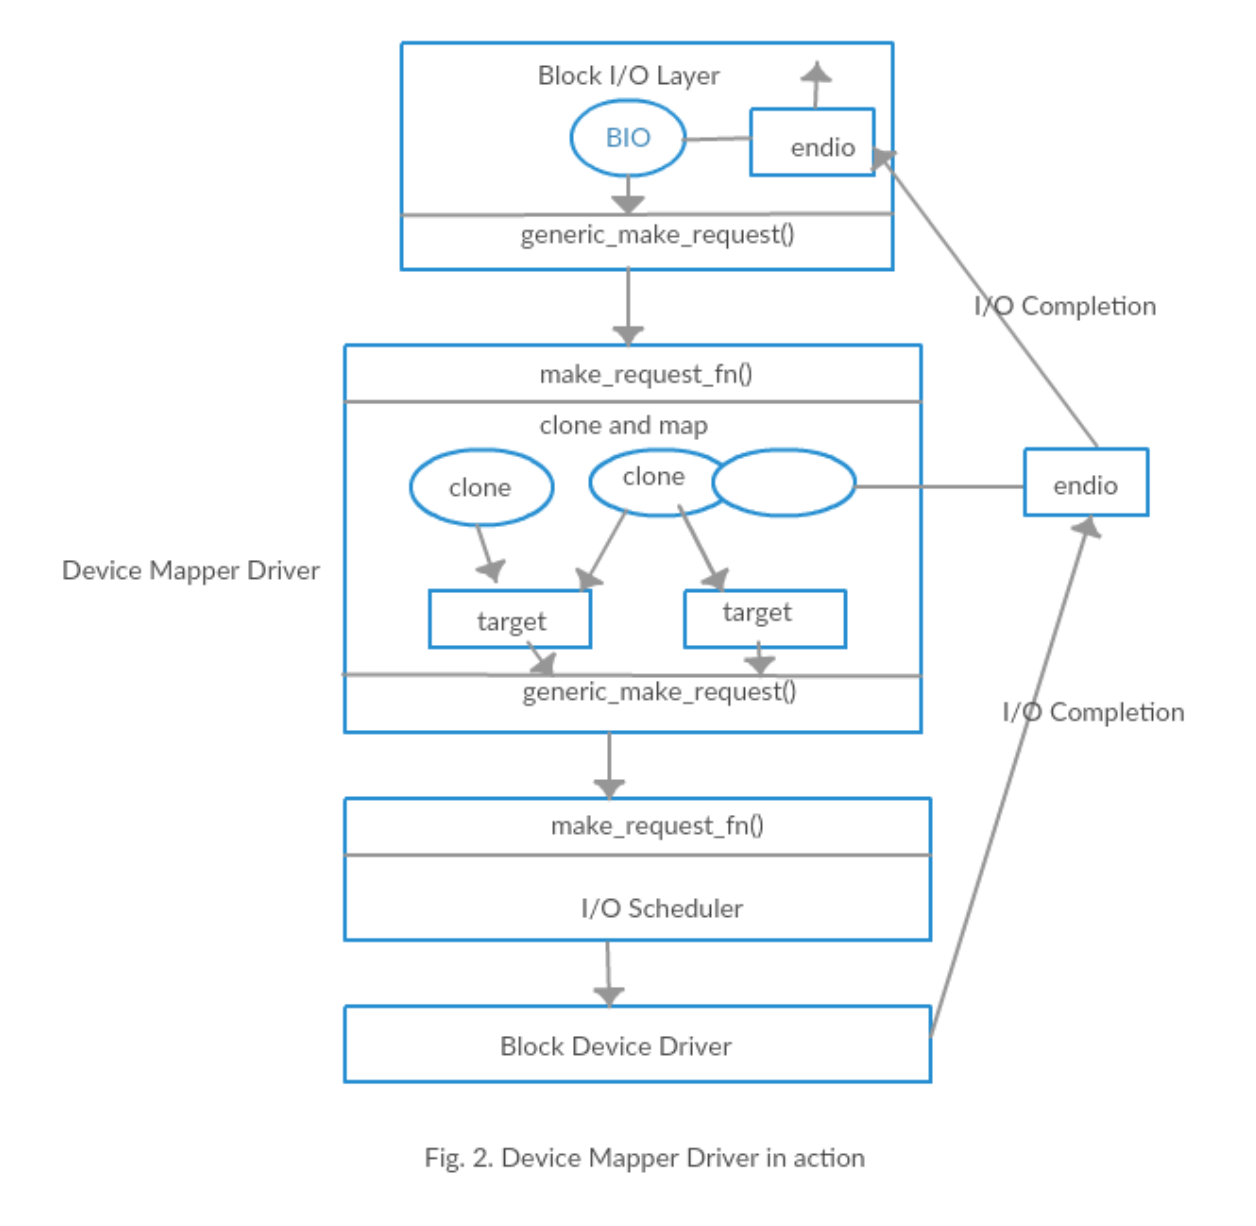 Block I/O Layer
BIO
endio
generic_make_request()
I/O Completion
make_request_fn()
clone and map
clone
clone
endio
Device Mapper Driver
target
target
generic_make_request()
I/O Completion
make_request_fn()
I/O Scheduler
Block Device Driver
Fig. 2. Device Mapper Driver in action